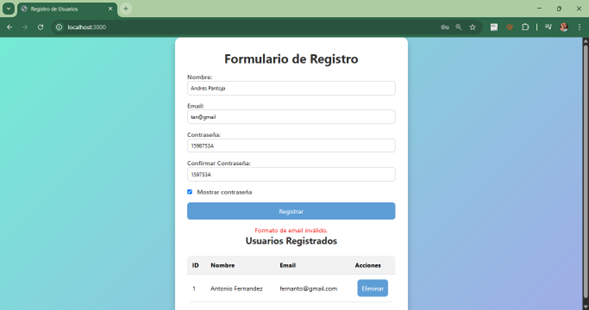 Registro de Usuarios
localhost:3000
Formulario de Registro
Nombre:
Andres Pantoja
Email:
tan@gmail
Contraseña:
1598753A
Confirmar Contraseña:
159753A
Mostrar contraseña
Registrar
Formato de email inválido.
Usuarios Registrados
ID Nombre Email Acciones
1 Antonio Fernandez fernanto@gmail.com Eliminar